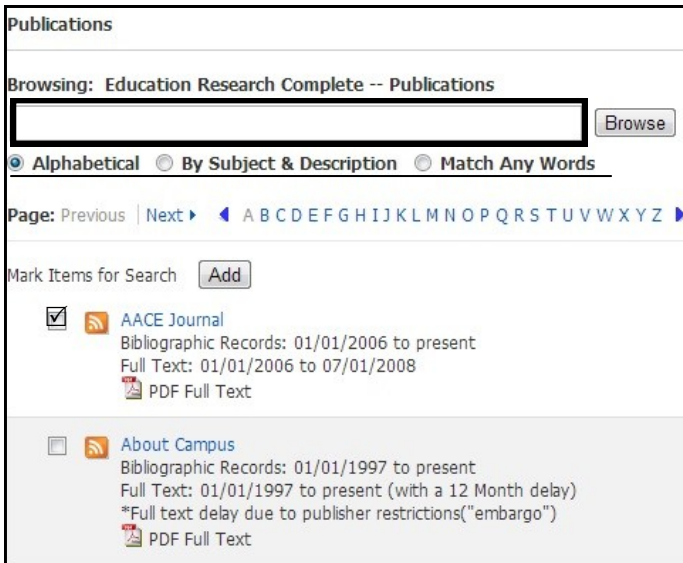 Publications
Browsing: Education Research Complete -- Publications
Browse
Alphabetical By Subject & Description Match Any Words
Page: Previous | Next A B C D E F G H I J K L M N O P Q R S T U V W X Y Z
Mark Items for Search Add
AACE Journal
Bibliographic Records: 01/01/2006 to present
Full Text: 01/01/2006 to 07/01/2008
PDF Full Text
About Campus
Bibliographic Records: 01/01/1997 to present
Full Text: 01/01/1997 to present (with a 12 Month delay)
*Full text delay due to publisher restrictions("embargo")
PDF Full Text